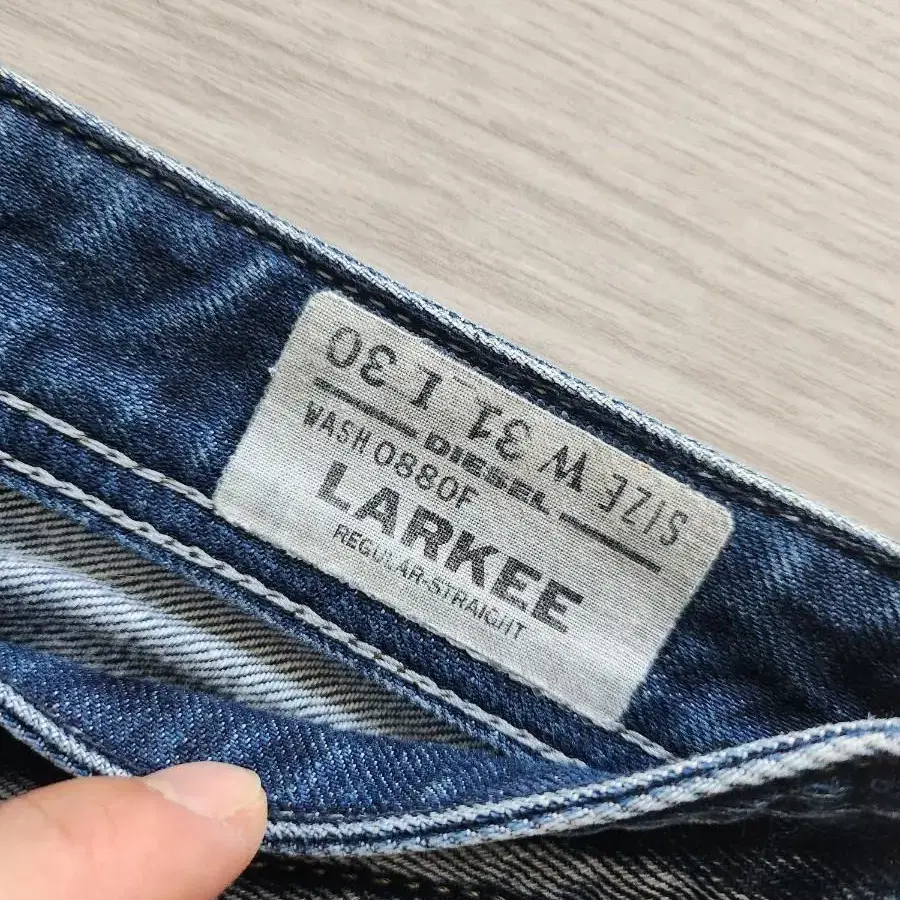 SIZE W 31 L 30
DIESEL
WASH 0880F
LARKEE
REGULAR-STRAIGHT